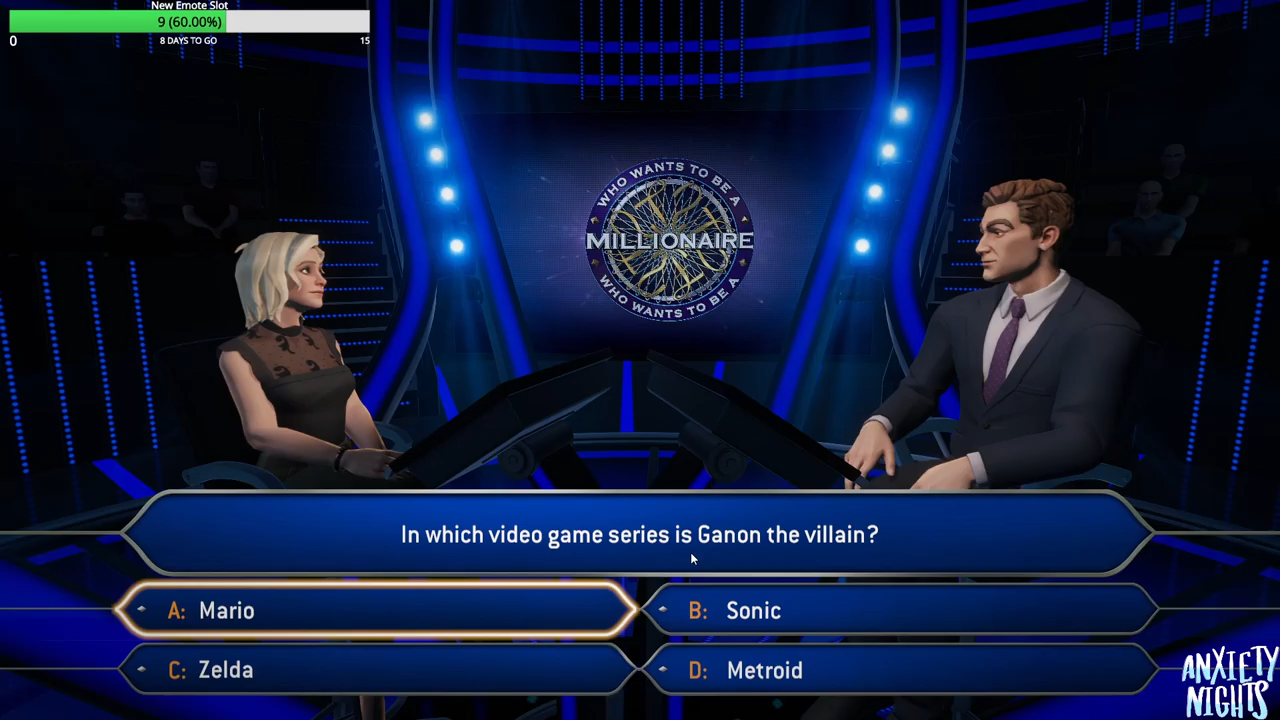 New Emote Slot
9 (60.00%)
0
8 DAYS TO GO
15
WHO WANTS TO BE A
MILLIONAIRE
WHO WANTS TO BE A
In which video game series is Ganon the villain?
A: Mario
B: Sonic
C: Zelda
D: Metroid
ANXIETY
NIGHTS